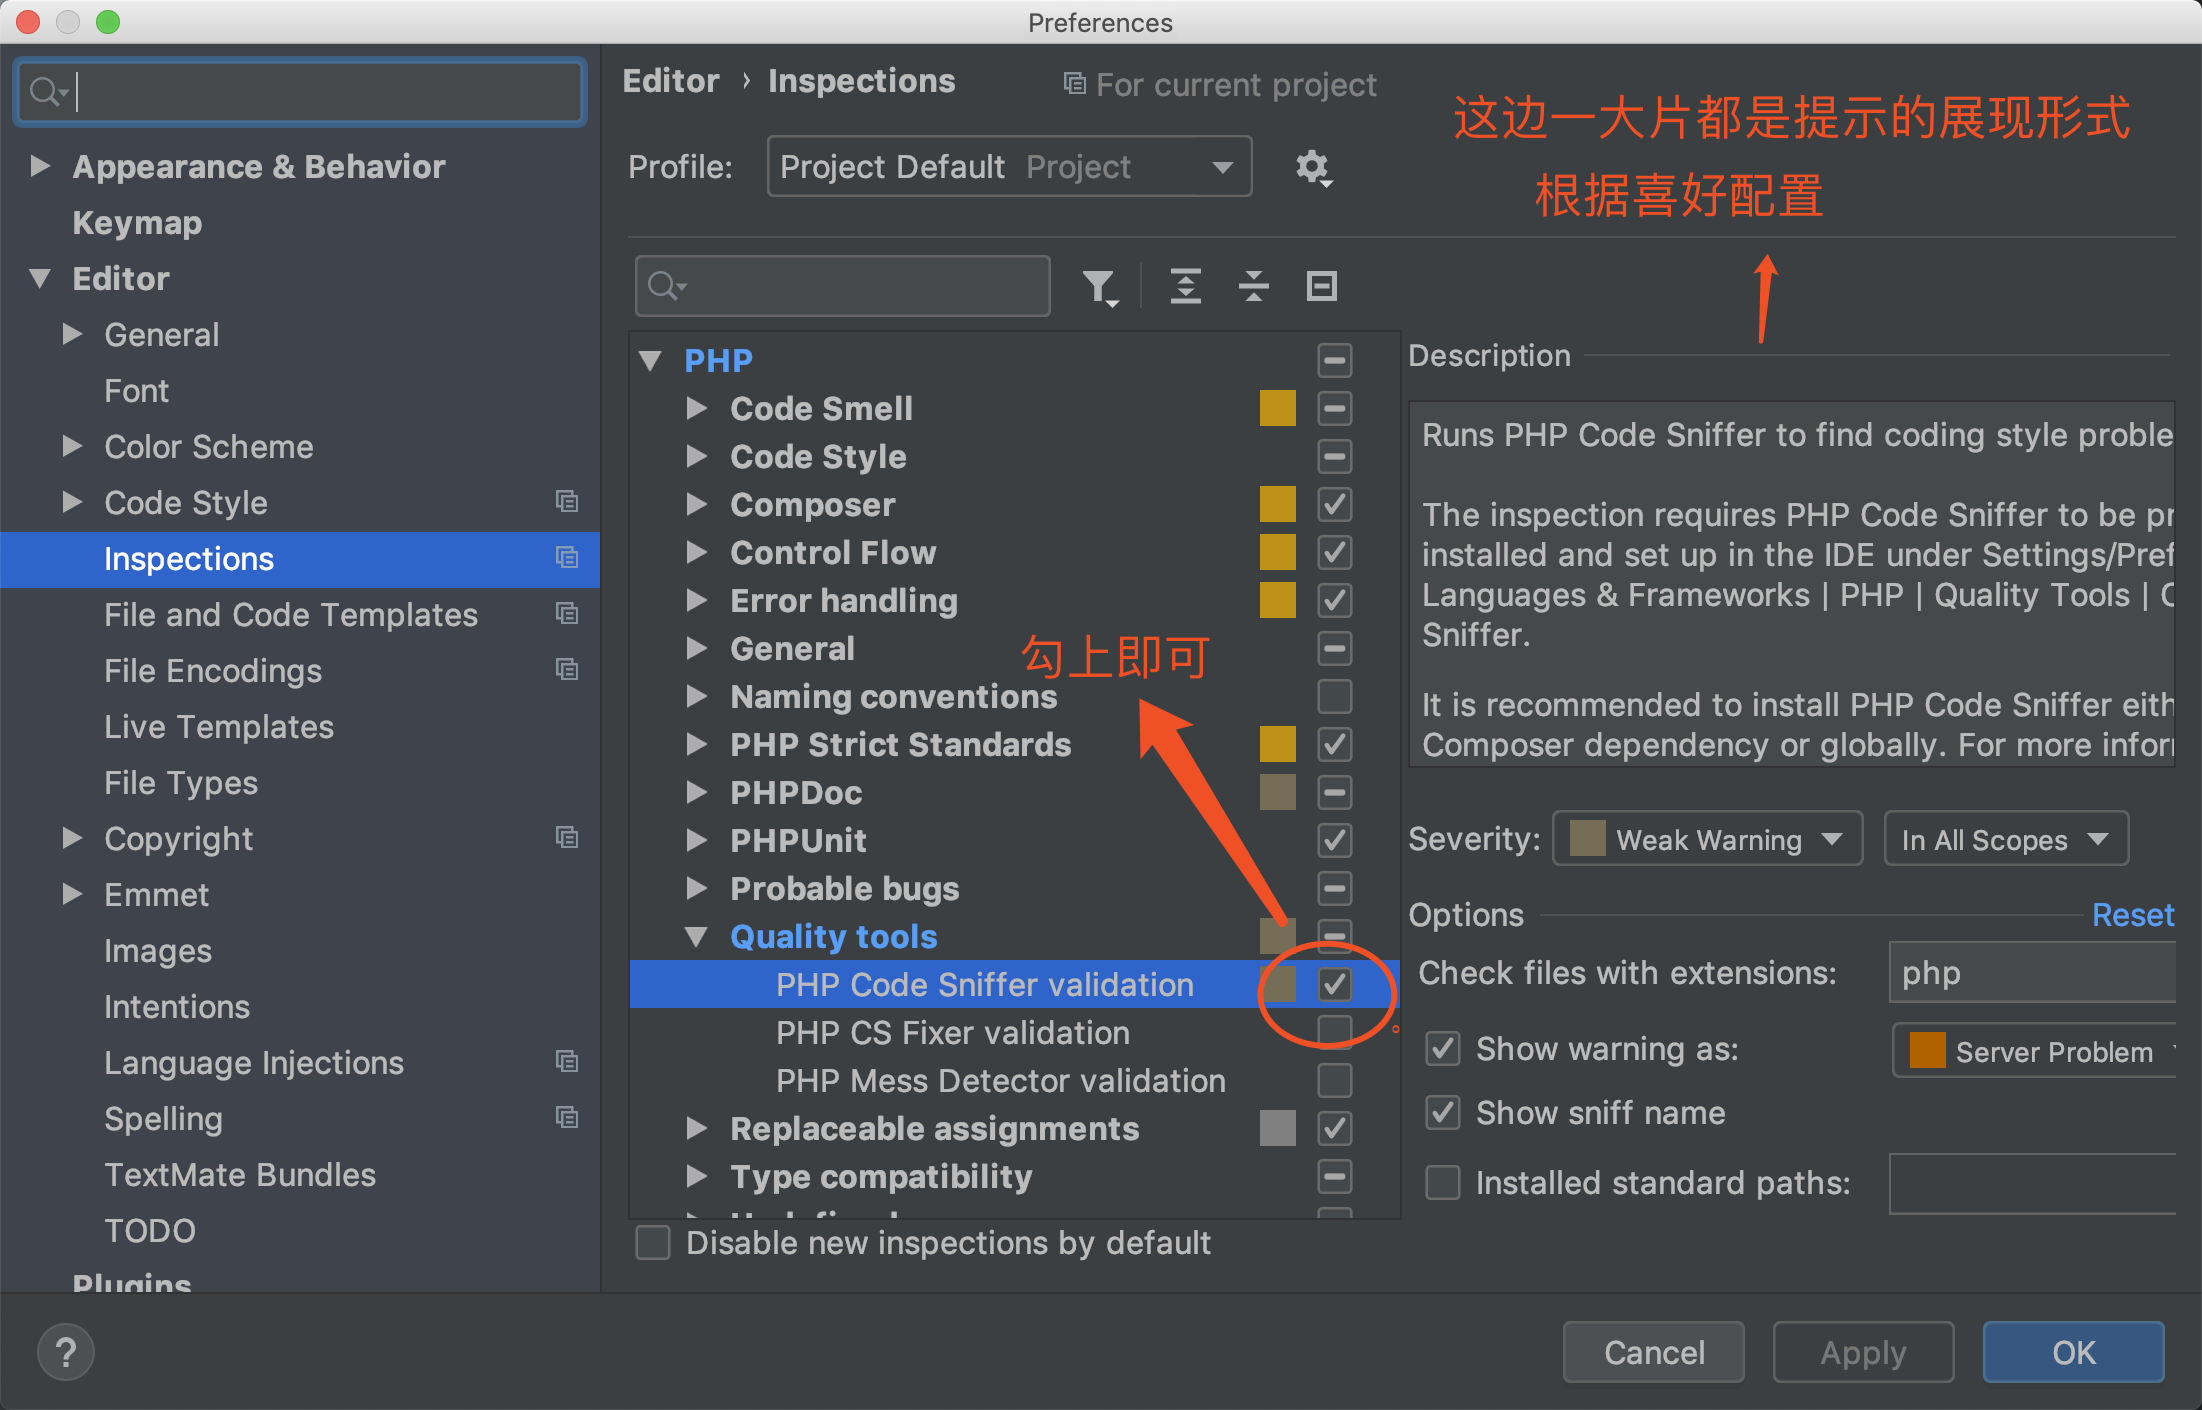 Preferences
Editor › Inspections
For current project
这边一大片都是提示的展现形式
根据喜好配置
Profile:
Project Default Project
Appearance & Behavior
Keymap
Editor
General
Font
Color Scheme
Code Style
Inspections
File and Code Templates
File Encodings
Live Templates
File Types
Copyright
Emmet
Images
Intentions
Language Injections
Spelling
TextMate Bundles
TODO
Plugins
PHP
Code Smell
Code Style
Composer
Control Flow
Error handling
General
勾上即可
Naming conventions
PHP Strict Standards
PHPDoc
PHPUnit
Probable bugs
Quality tools
PHP Code Sniffer validation
PHP CS Fixer validation
PHP Mess Detector validation
Replaceable assignments
Type compatibility
Disable new inspections by default
Description
Runs PHP Code Sniffer to find coding style proble
The inspection requires PHP Code Sniffer to be pr
installed and set up in the IDE under Settings/Pref
Languages & Frameworks | PHP | Quality Tools | C
Sniffer.
It is recommended to install PHP Code Sniffer eith
Composer dependency or globally. For more infor
Severity:
Weak Warning
In All Scopes
Options
Reset
Check files with extensions:
php
Show warning as:
Server Problem
Show sniff name
Installed standard paths:
?
Cancel
Apply
OK